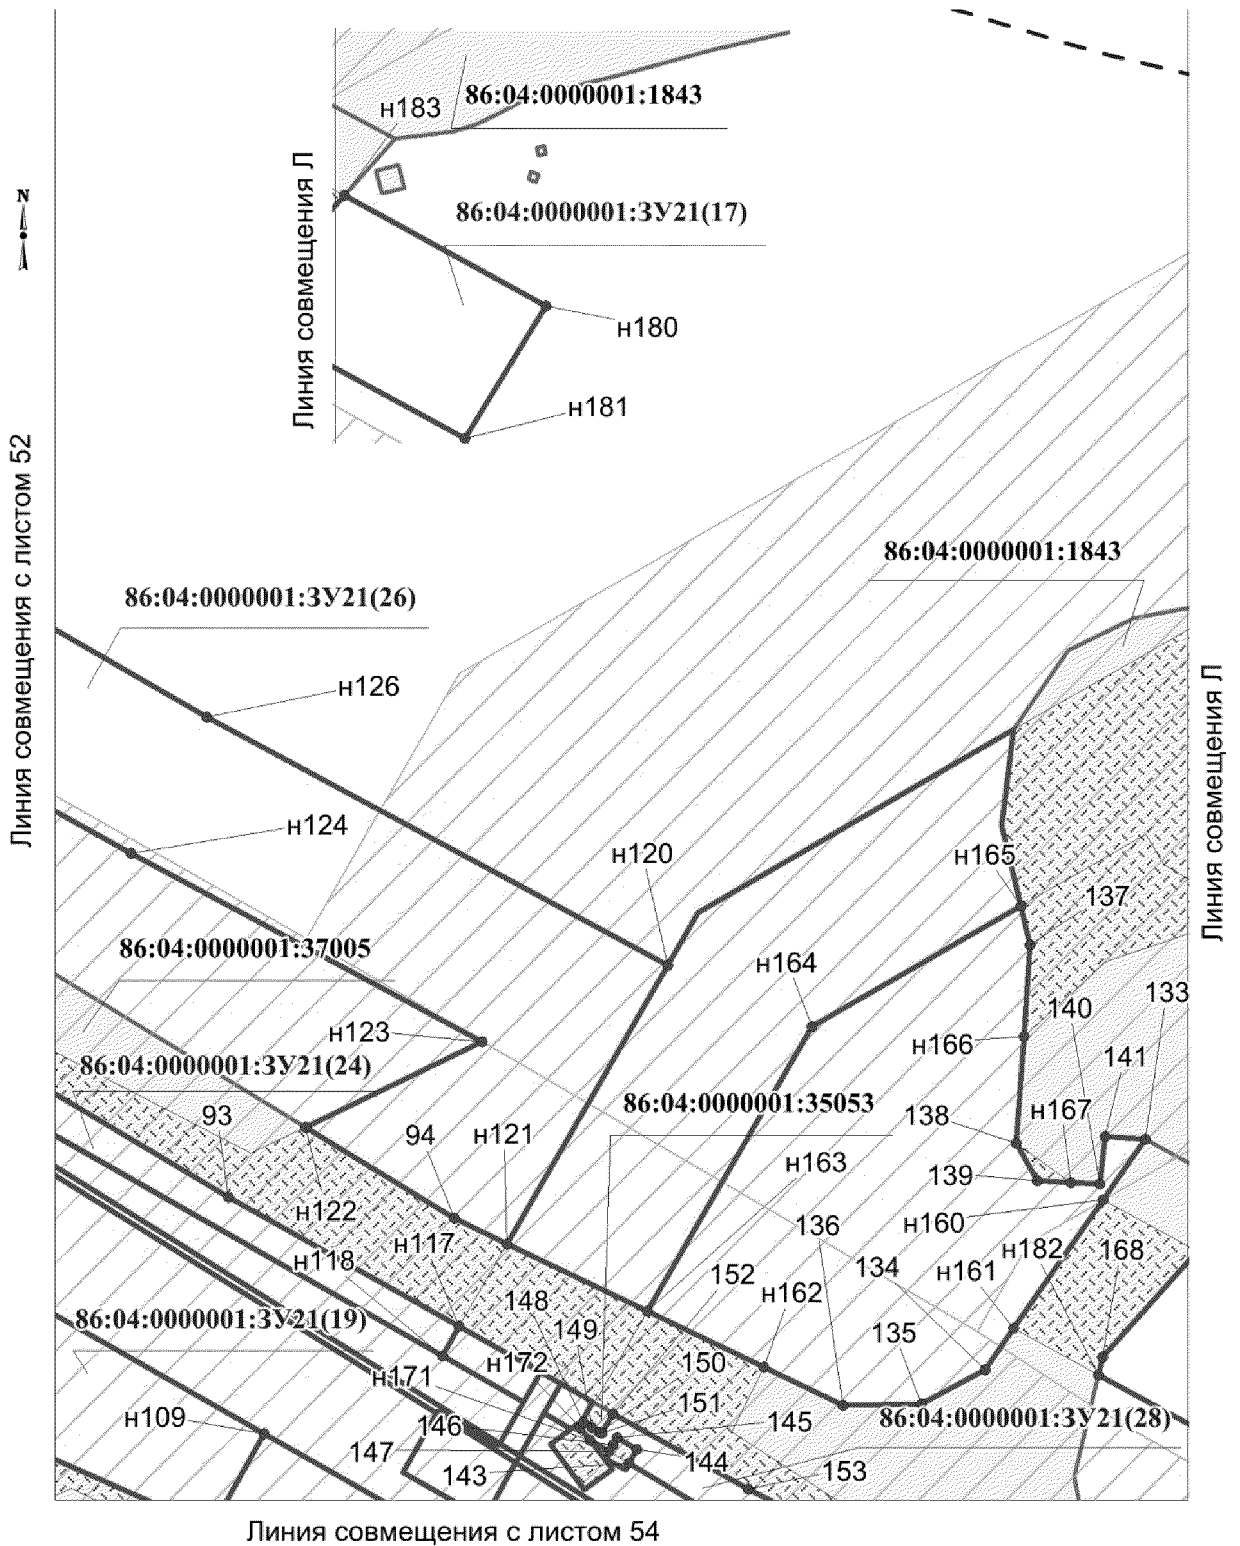 86:04:0000001:1843
н183
N
Линия совмещения Л
86:04:0000001:ЗУ21(17)
н180
н181
Линия совмещения с листом 52
86:04:0000001:1843
86:04:0000001:ЗУ21(26)
н126
Линия совмещения Л
н124
н120
н165
137
86:04:0000001:37005
н164
133
140
н123
н166
141
86:04:0000001:ЗУ21(24)
86:04:0000001:35053
93
94
н121
138
н167
н163
139
н122
136
н160
н117
н118
152
134
н161
н182
168
148
н162
86:04:0000001:ЗУ21(19)
149
135
н172
150
н171
151
н109
146
145
86:04:0000001:ЗУ21(28)
147
143
144
153
Линия совмещения с листом 54